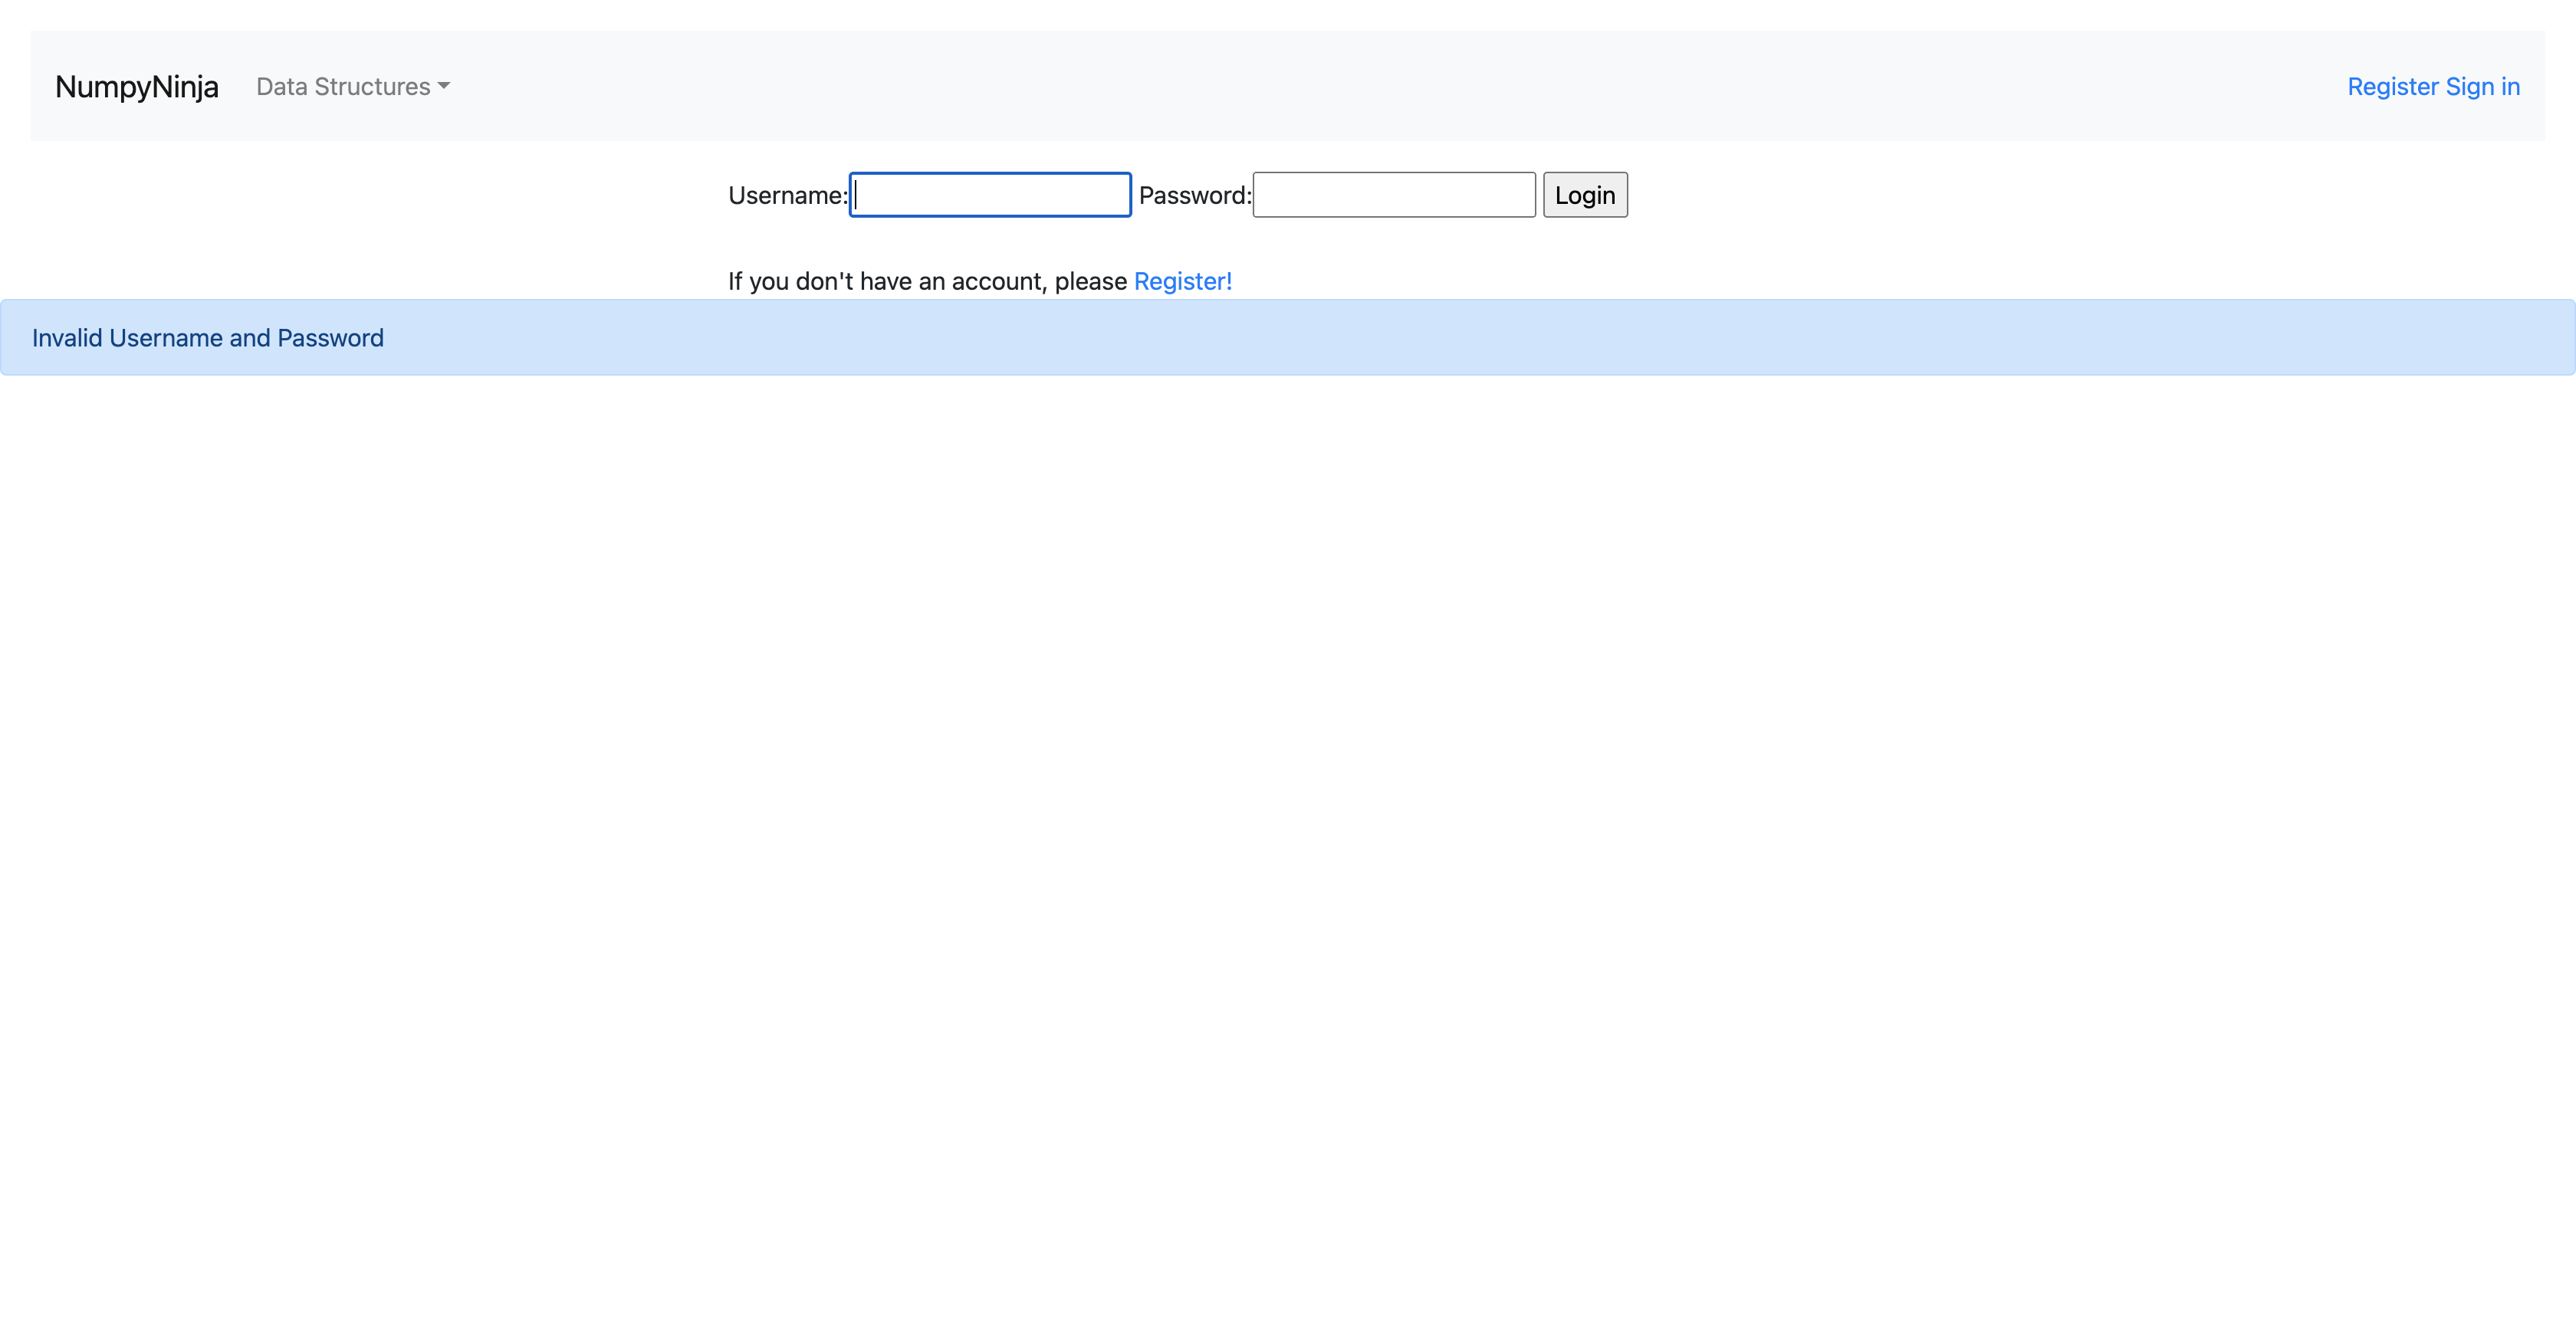 NumpyNinja Data Structures Register Sign in
Username: Password: Login
If you don't have an account, please Register!
Invalid Username and Password